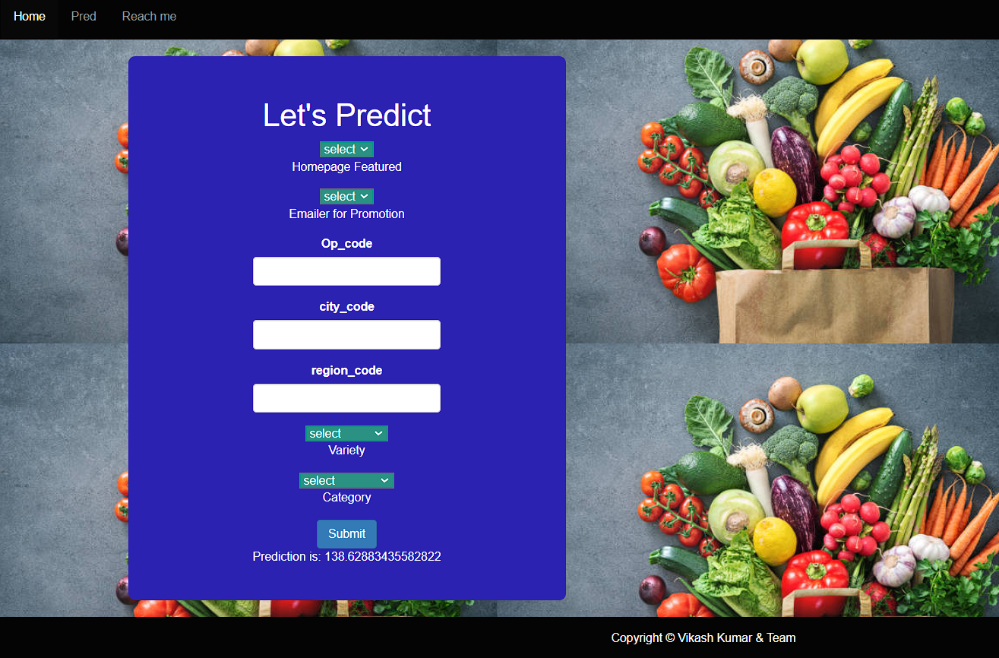 Home Pred Reach me
Let's Predict
select
Homepage Featured
select
Emailer for Promotion
Op_code
city_code
region_code
select
Variety
select
Category
Submit
Prediction is: 138.62883435582822
Copyright © Vikash Kumar & Team